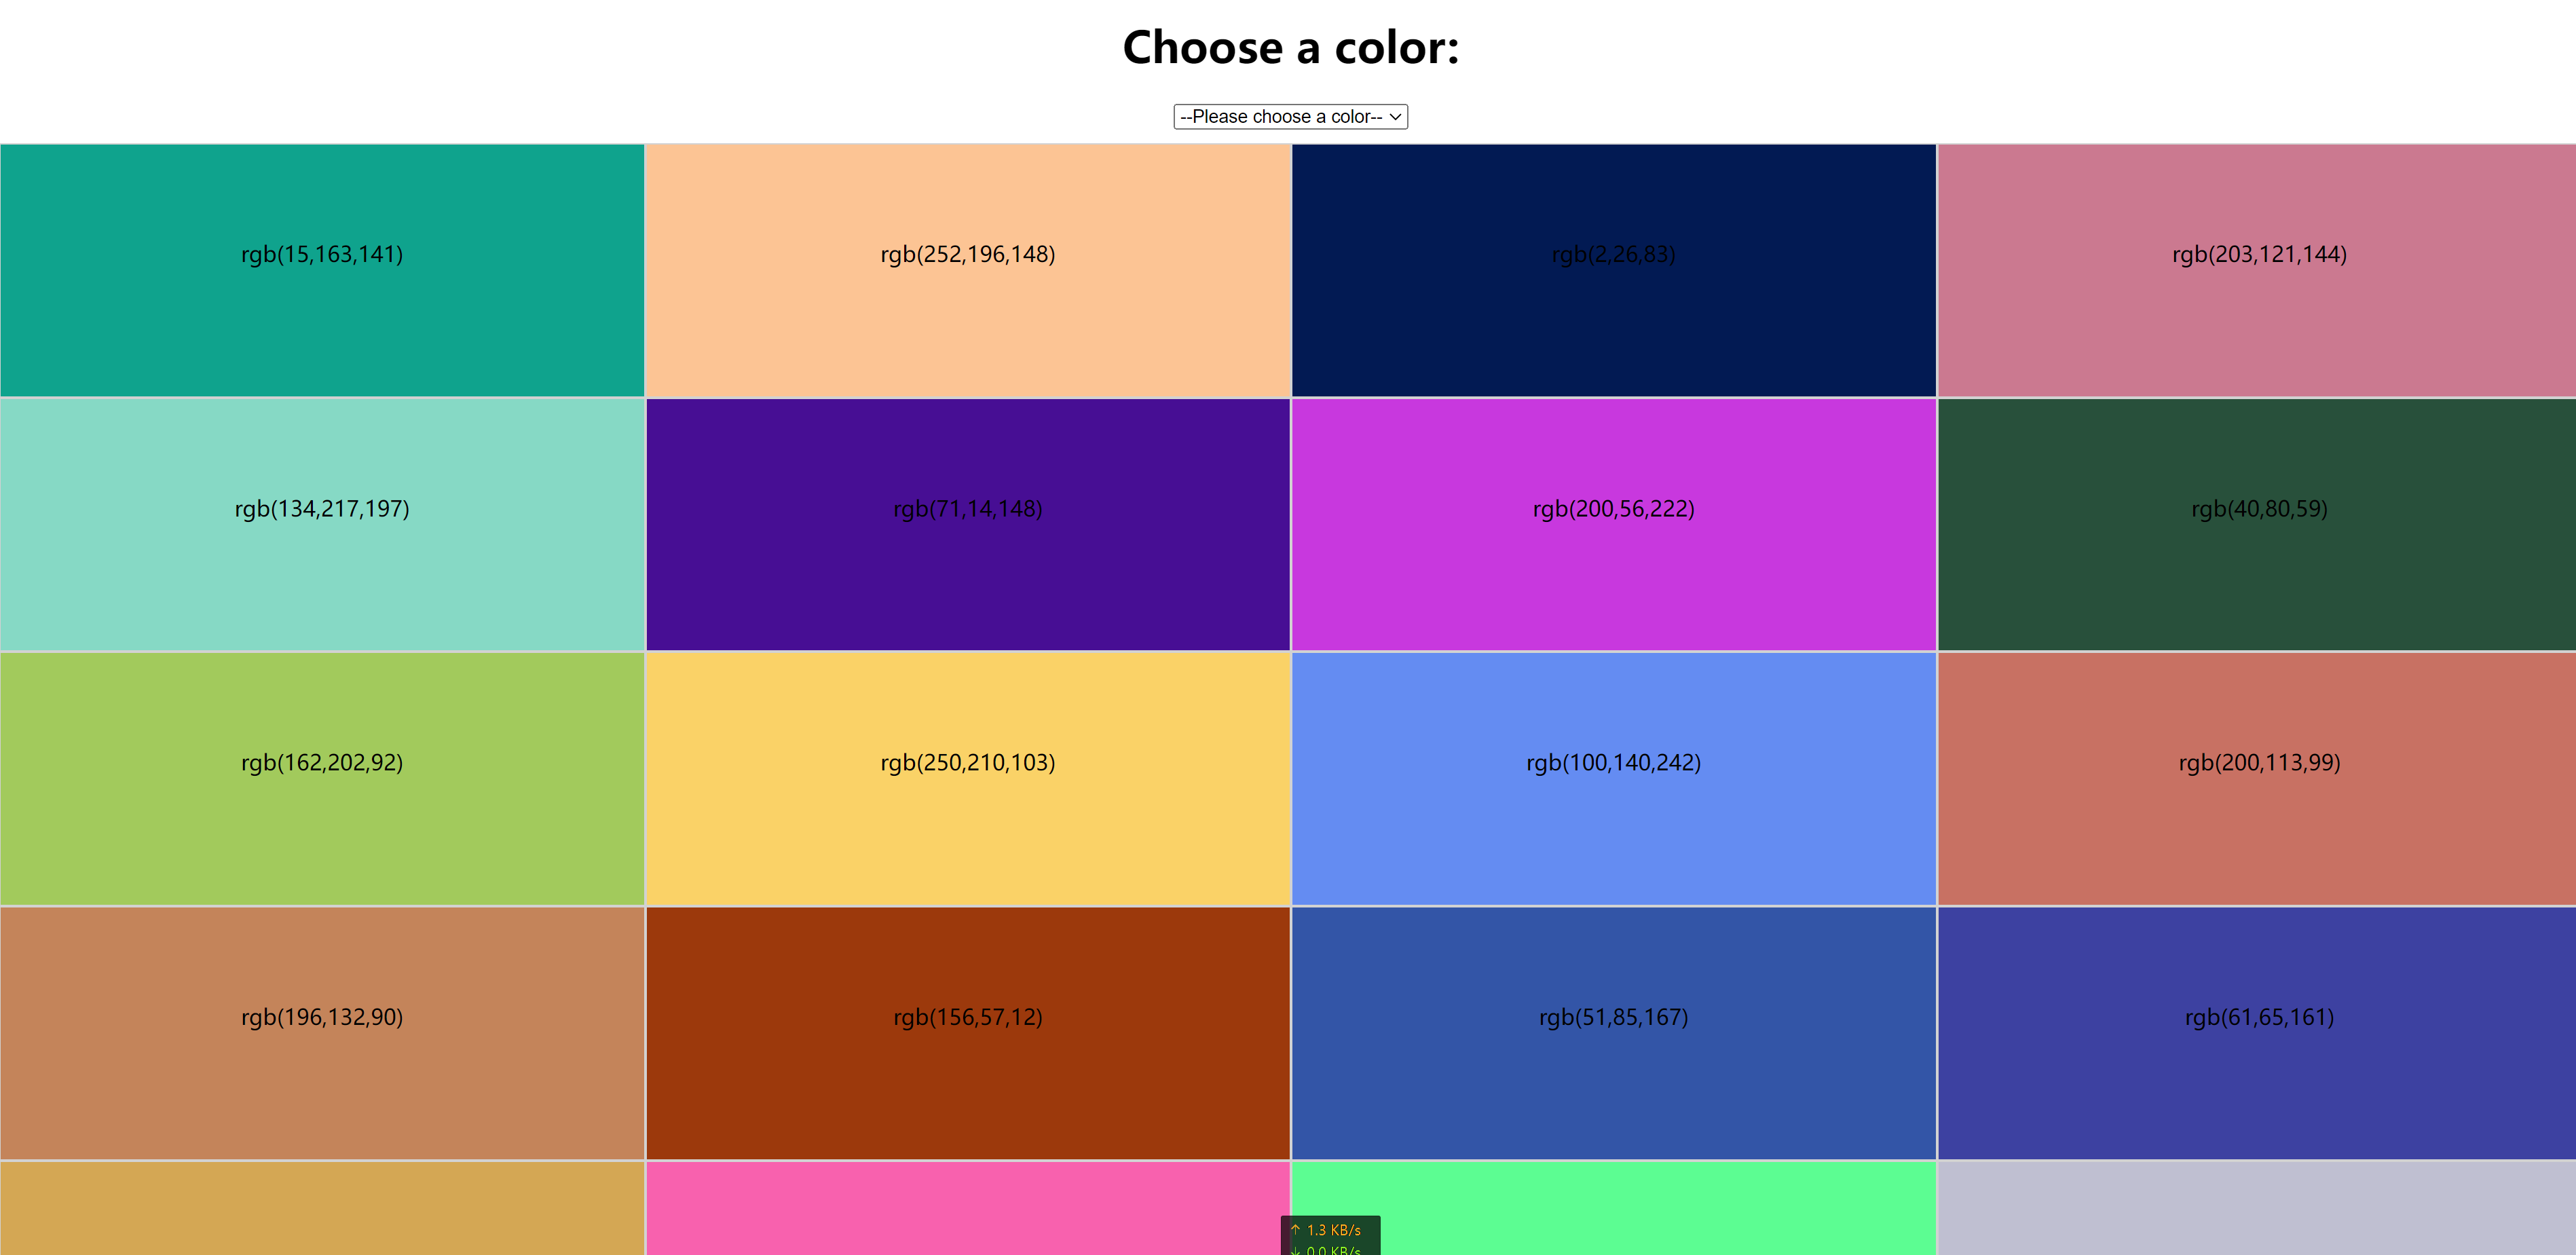 Choose a color:
--Please choose a color--
rgb(15,163,141)
rgb(252,196,148)
rgb(2,26,83)
rgb(203,121,144)
rgb(134,217,197)
rgb(71,14,148)
rgb(200,56,222)
rgb(40,80,59)
rgb(162,202,92)
rgb(250,210,103)
rgb(100,140,242)
rgb(200,113,99)
rgb(196,132,90)
rgb(156,57,12)
rgb(51,85,167)
rgb(61,65,161)
↑ 1.3 KB/s
↓ 0.0 KB/s